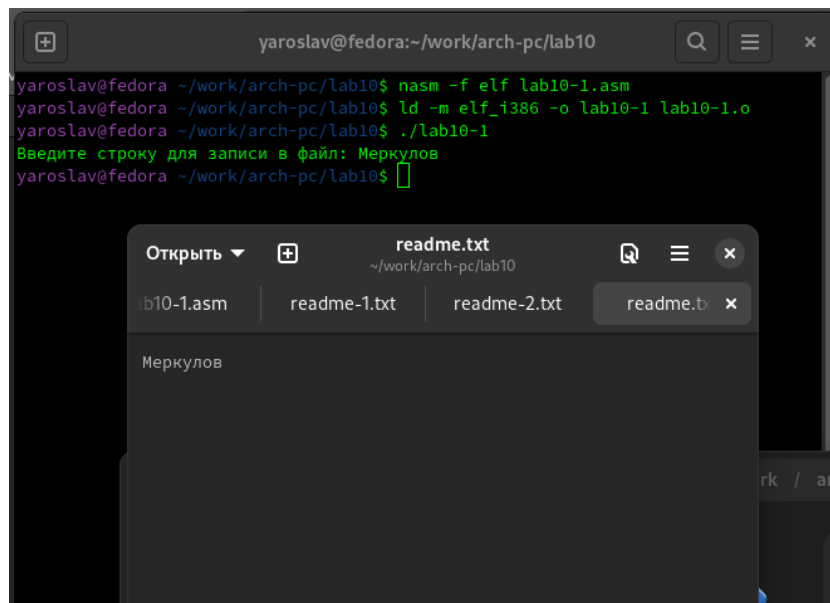 yaroslav@fedora:~/work/arch-pc/lab10
yaroslav@fedora ~/work/arch-pc/lab10$ nasm -f elf lab10-1.asm
yaroslav@fedora ~/work/arch-pc/lab10$ ld -m elf_i386 -o lab10-1 lab10-1.o
yaroslav@fedora ~/work/arch-pc/lab10$ ./lab10-1
Введите строку для записи в файл: Меркулов
yaroslav@fedora ~/work/arch-pc/lab10$
Открыть readme.txt
~/work/arch-pc/lab10
b10-1.asm readme-1.txt readme-2.txt readme.tx
Меркулов
rk / a